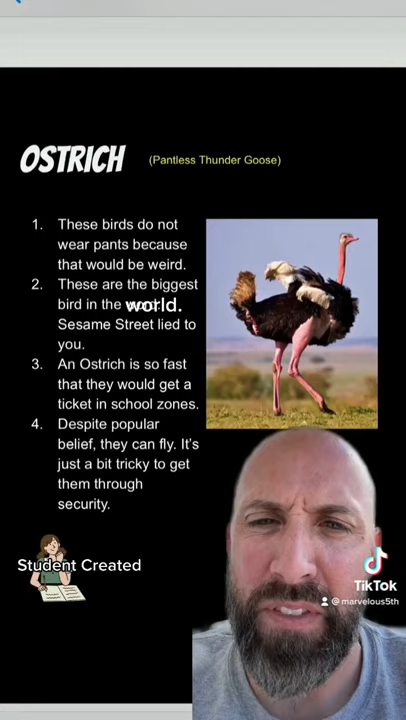 OSTRICH (Pantless Thunder Goose)
1. These birds do not
wear pants because
that would be weird.
2. These are the biggest
bird in the world.
Sesame Street lied to
you.
3. An Ostrich is so fast
that they would get a
ticket in school zones.
4. Despite popular
belief, they can fly. It's
just a bit tricky to get
them through
security.
Student Created
TikTok
@marvelous5th